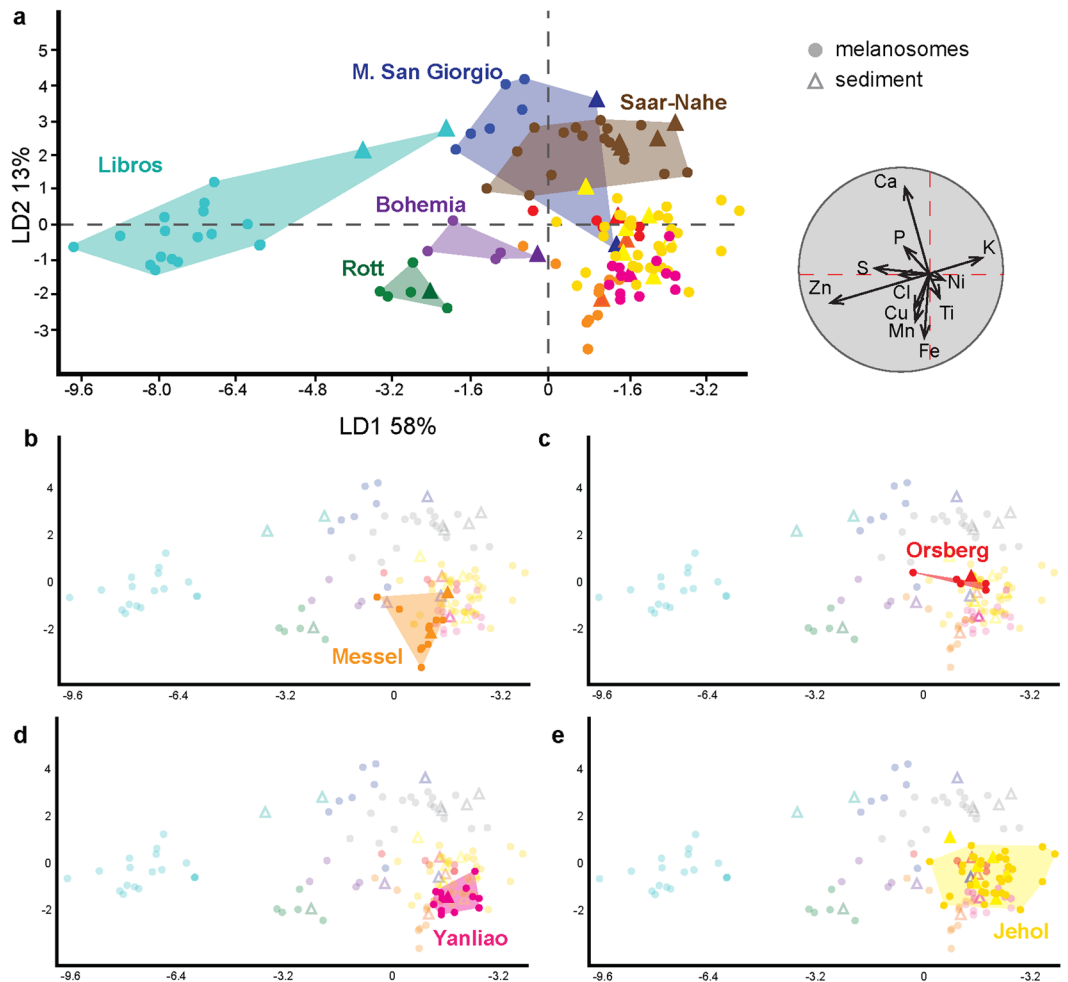 a
5
4
3
2
1
0
-1
-2
-3
LD2 13%
M. San Giorgio
Saar-Nahe
Libros
Bohemia
Rott
-9.6 -8.0 -6.4 -4.8 -3.2 -1.6 0 -1.6 -3.2
LD1 58%
melanosomes
sediment
Ca
P
K
S
Zn
Ni
Cl
Cu
Ti
Mn
Fe
b
4
2
0
-2
Messel
-9.6 -6.4 -3.2 0 -3.2
c
4
2
0
-2
Orsberg
-9.6 -6.4 -3.2 0 -3.2
d
4
2
0
-2
Yanliao
-9.6 -6.4 -3.2 0 -3.2
e
4
2
0
-2
Jehol
-9.6 -6.4 -3.2 0 -3.2